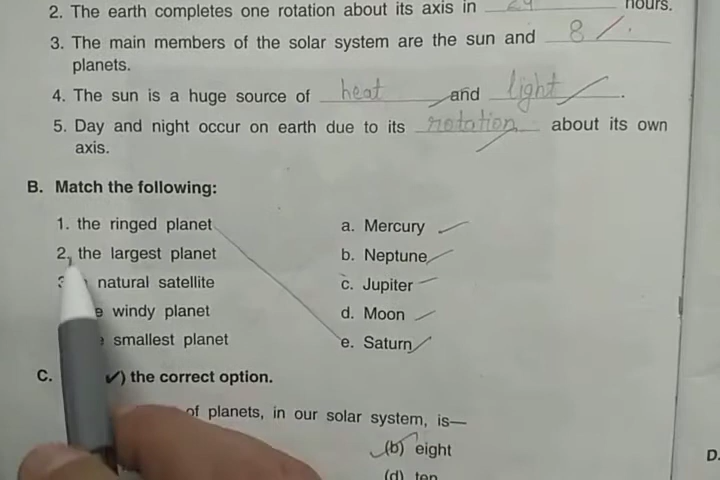 2. The earth completes one rotation about its axis in 24 hours.
3. The main members of the solar system are the sun and 8
planets.
4. The sun is a huge source of heat and light.
5. Day and night occur on earth due to its rotation about its own
axis.
B. Match the following:
1. the ringed planet a. Mercury
2. the largest planet b. Neptune
natural satellite c. Jupiter
windy planet d. Moon
smallest planet e. Saturn
C. ✓) the correct option.
of planets, in our solar system, is—
(b) eight
(d) ten
D.